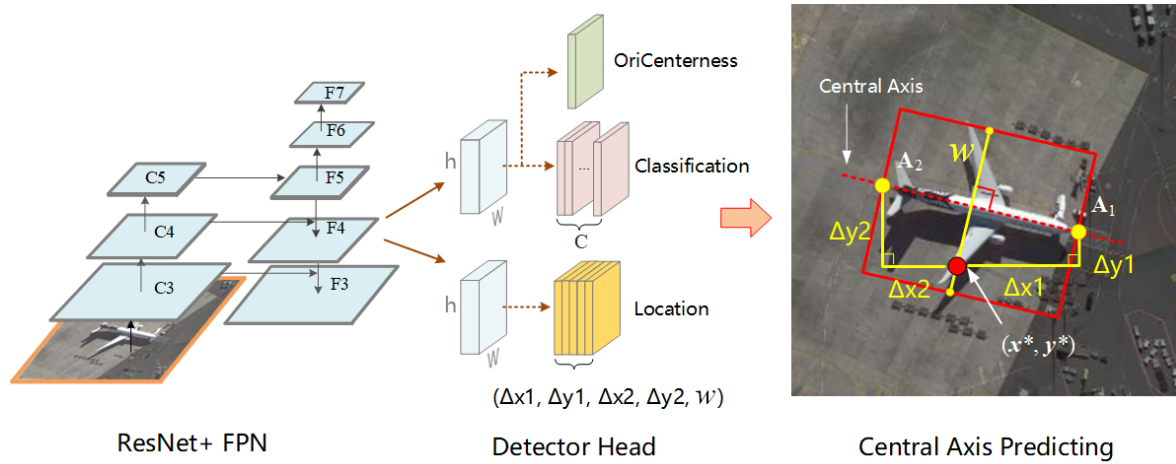 F7
F6
F5
F4
F3
C5
C4
C3
h
W
h
W
OriCenterness
Classification
...
C
Location
(Δx1, Δy1, Δx2, Δy2, w)
Central Axis
W
A2
A1
Δy2
Δy1
Δx2
Δx1
(x*, y*)
ResNet+ FPN
Detector Head
Central Axis Predicting